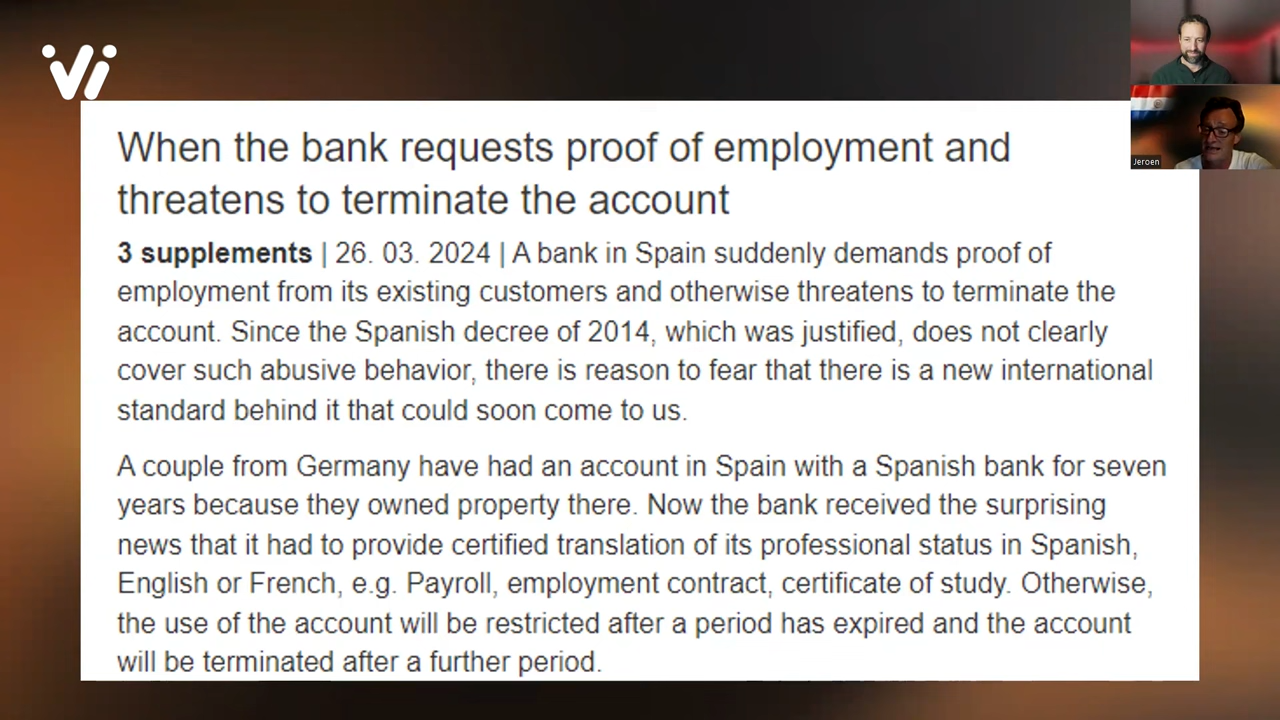 When the bank requests proof of employment and
threatens to terminate the account
3 supplements | 26. 03. 2024 | A bank in Spain suddenly demands proof of
employment from its existing customers and otherwise threatens to terminate the
account. Since the Spanish decree of 2014, which was justified, does not clearly
cover such abusive behavior, there is reason to fear that there is a new international
standard behind it that could soon come to us.
A couple from Germany have had an account in Spain with a Spanish bank for seven
years because they owned property there. Now the bank received the surprising
news that it had to provide certified translation of its professional status in Spanish,
English or French, e.g. Payroll, employment contract, certificate of study. Otherwise,
the use of the account will be restricted after a period has expired and the account
will be terminated after a further period.
Jeroen